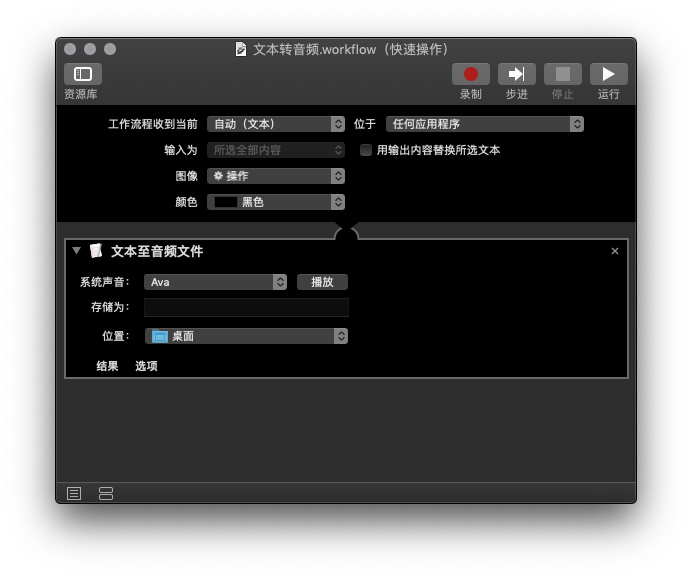 文本转音频.workflow（快速操作）
资源库
录制 步进 停止 运行
工作流程收到当前 自动（文本） 位于 任何应用程序
输入为 所选全部内容 用输出内容替换所选文本
图像 操作
颜色 黑色
文本至音频文件
系统声音： Ava 播放
存储为：
位置： 桌面
结果 选项